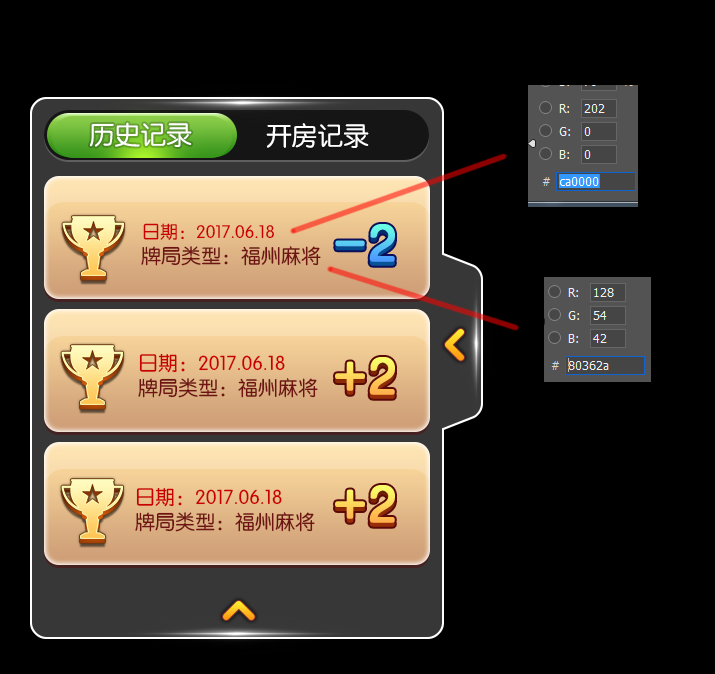 历史记录 开房记录
日期：2017.06.18
牌局类型：福州麻将
-2
日期：2017.06.18
牌局类型：福州麻将
+2
日期：2017.06.18
牌局类型：福州麻将
+2
R: 202
G: 0
B: 0
# ca0000
R: 128
G: 54
B: 42
# 80362a